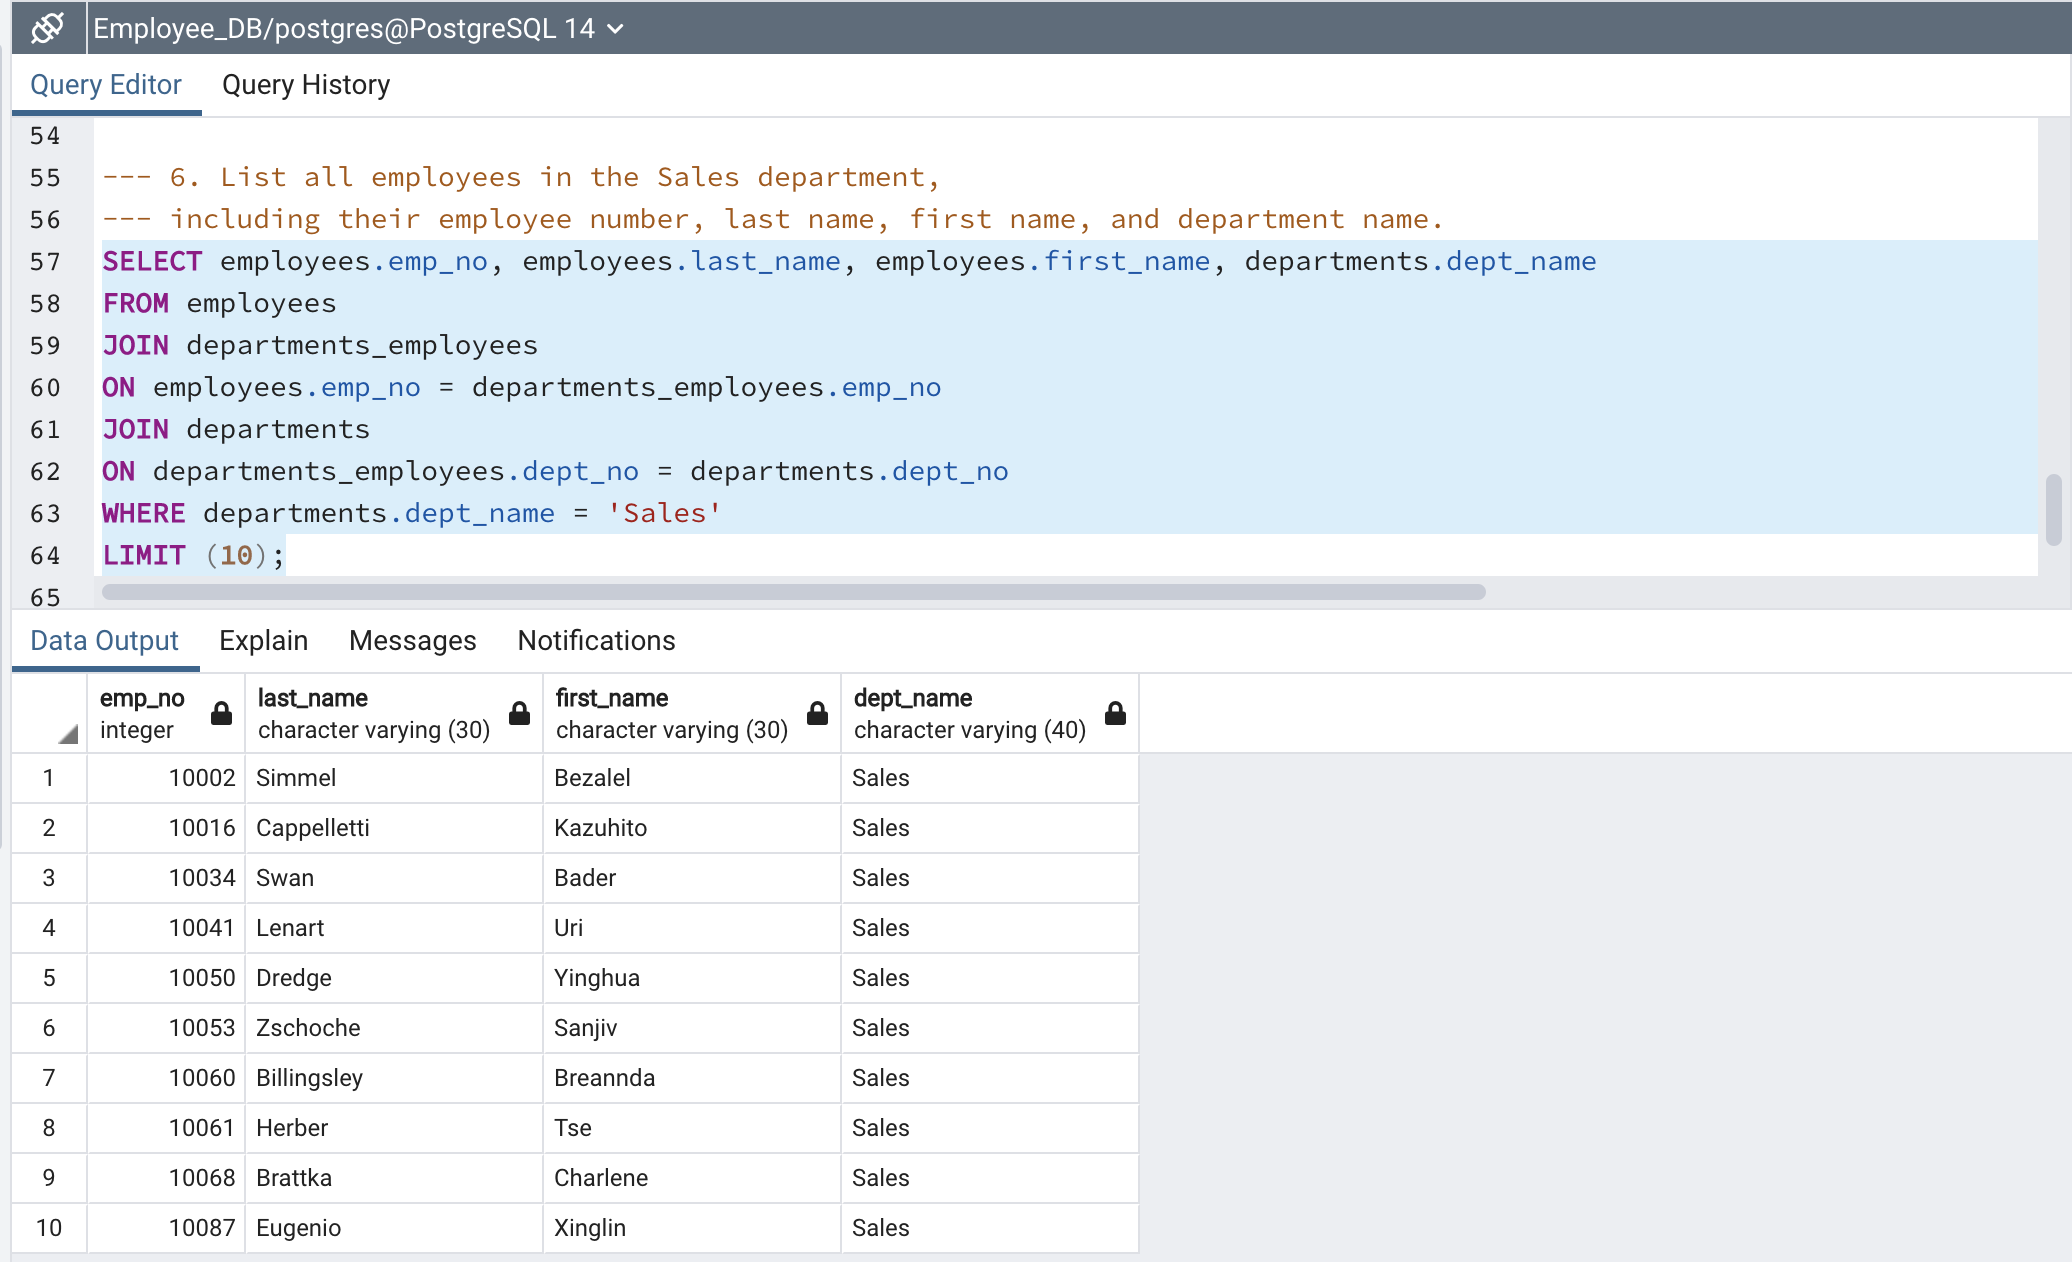 Employee_DB/postgres@PostgreSQL 14
Query Editor Query History
54
55 --- 6. List all employees in the Sales department,
56 --- including their employee number, last name, first name, and department name.
57 SELECT employees.emp_no, employees.last_name, employees.first_name, departments.dept_name
58 FROM employees
59 JOIN departments_employees
60 ON employees.emp_no = departments_employees.emp_no
61 JOIN departments
62 ON departments_employees.dept_no = departments.dept_no
63 WHERE departments.dept_name = 'Sales'
64 LIMIT (10);
65
Data Output Explain Messages Notifications
emp_no last_name first_name dept_name
integer character varying (30) character varying (30) character varying (40)
1 10002 Simmel Bezalel Sales
2 10016 Cappelletti Kazuhito Sales
3 10034 Swan Bader Sales
4 10041 Lenart Uri Sales
5 10050 Dredge Yinghua Sales
6 10053 Zschoche Sanjiv Sales
7 10060 Billingsley Breannda Sales
8 10061 Herber Tse Sales
9 10068 Brattka Charlene Sales
10 10087 Eugenio Xinglin Sales